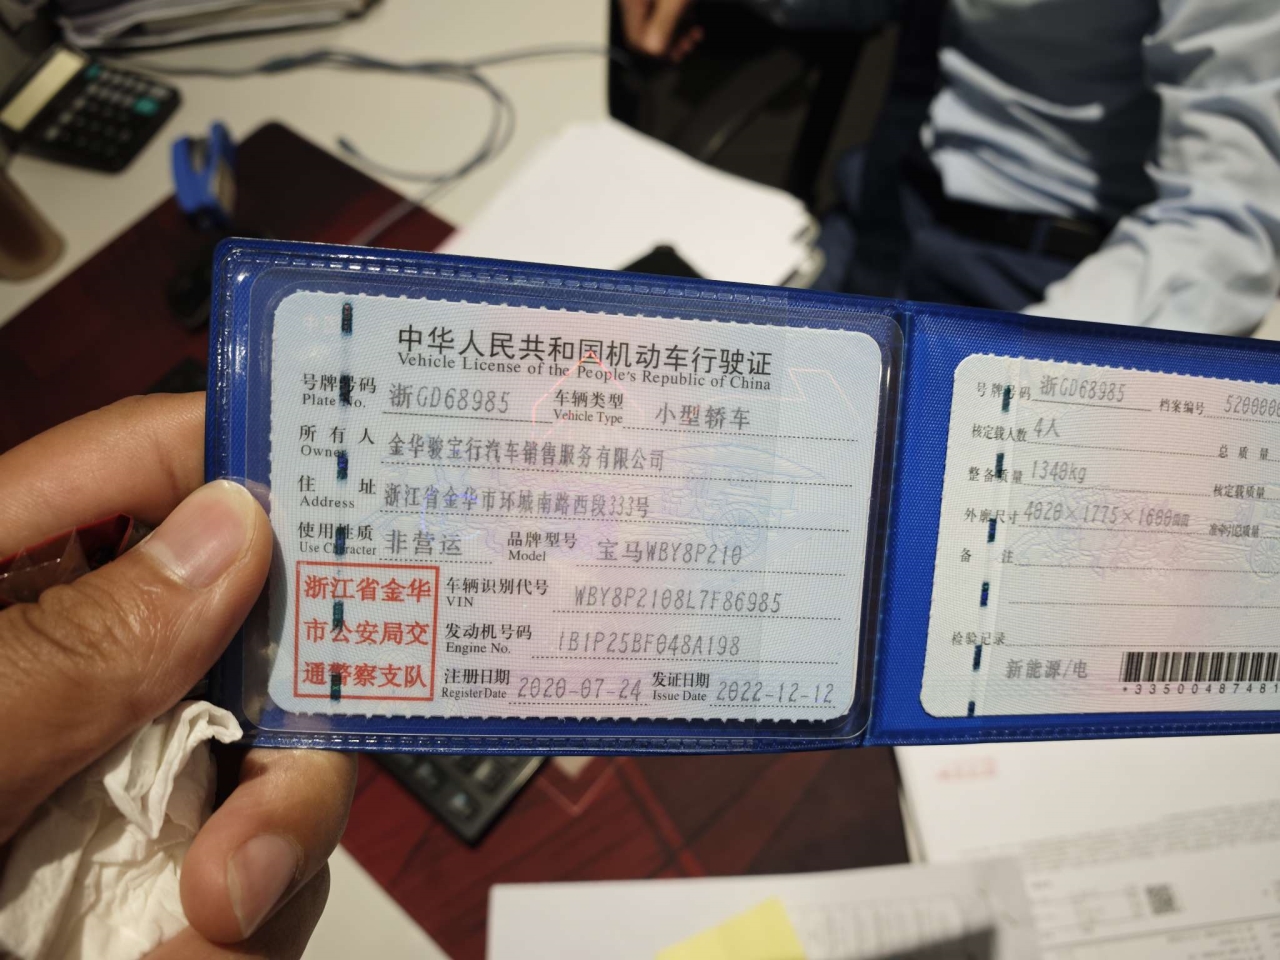 中华人民共和国机动车行驶证
Vehicle License of the People's Republic of China
号牌号码 浙GD68985 车辆类型 小型轿车
Plate No. Vehicle Type
所有人 金华骏宝行汽车销售服务有限公司
Owner
住址 浙江省金华市环城南路西段333号
Address
使用性质 非营运 品牌型号 宝马WBY8P210
Use Character Model
浙江省金华
市公安局交
通警察支队
车辆识别代号 WBY8P2108L7F86985
VIN
发动机号码 IB1P25BF048A198
Engine No.
注册日期 2020-07-24 发证日期 2022-12-12
Register Date Issue Date
号牌号码 浙GD68985 档案编号
核定载人数 4人 总质量
整备质量 1340kg 核定载质量
外廓尺寸 4020×1775×1600mm 准牵引总质量
备注
检验记录
新能源/电
*33500487481